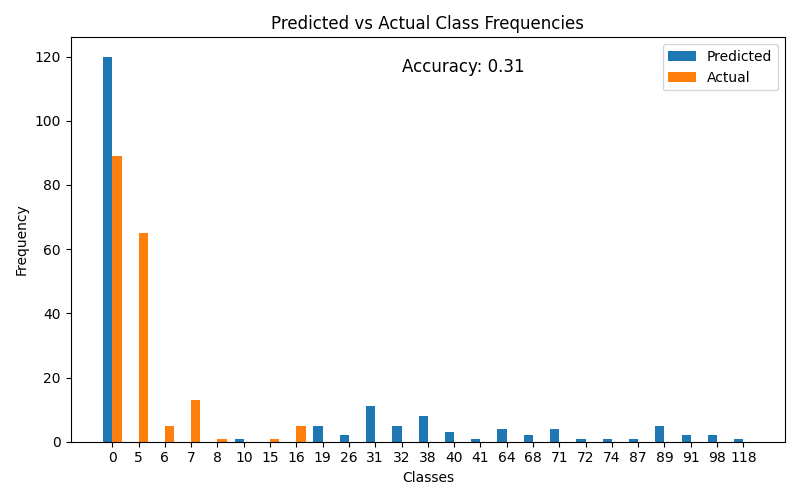 Predicted vs Actual Class Frequencies
Accuracy: 0.31
Predicted
Actual
Frequency
120
100
80
60
40
20
0
0 5 6 7 8 10 15 16 19 26 31 32 38 40 41 64 68 71 72 74 87 89 91 98 118
Classes